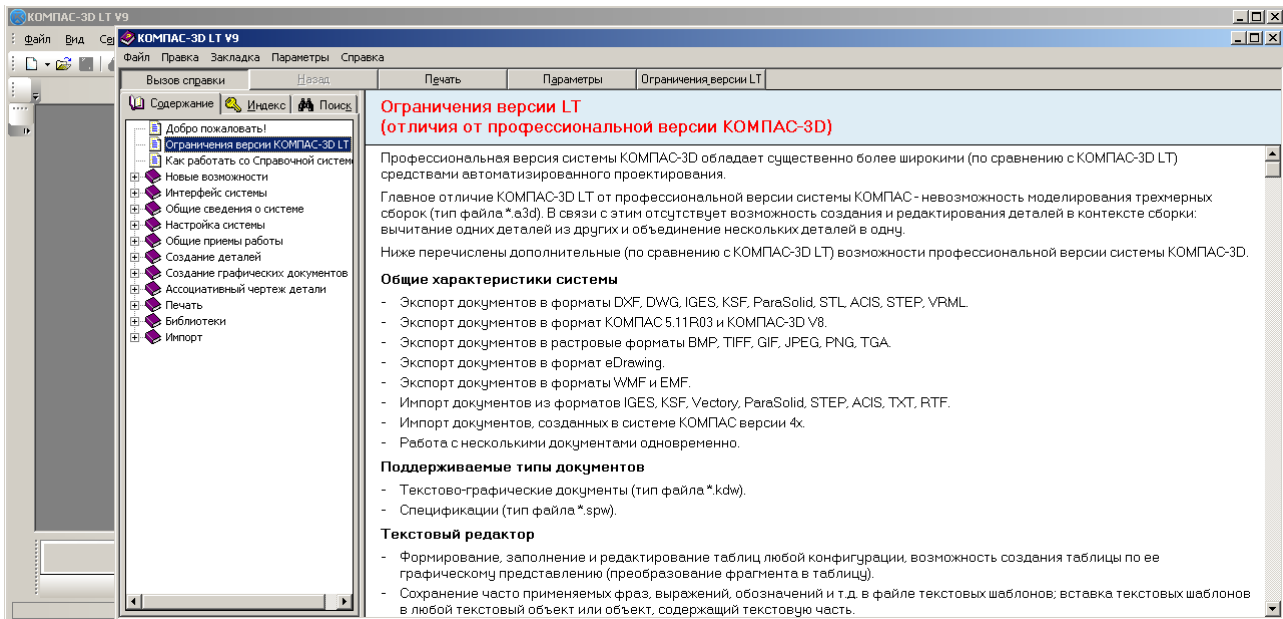 КОМПАС-3D LT V9
Файл Вид
КОМПАС-3D LT V9
Файл Правка Закладка Параметры Справка
Вызов справки Назад Печать Параметры Ограничения версии LT
Содержание Индекс Поиск
Добро пожаловать!
Ограничения версии КОМПАС-3D LT
Как работать со Справочной систем
Новые возможности
Интерфейс системы
Общие сведения о системе
Настройка системы
Общие приемы работы
Создание деталей
Создание графических документов
Ассоциативный чертеж детали
Печать
Библиотеки
Импорт
Ограничения версии LT
(отличия от профессиональной версии КОМПАС-3D)
Профессиональная версия системы КОМПАС-3D обладает существенно более широкими (по сравнению с КОМПАС-3D LT)
средствами автоматизированного проектирования.
Главное отличие КОМПАС-3D LT от профессиональной версии системы КОМПАС - невозможность моделирования трехмерных
сборок (тип файла *.a3d). В связи с этим отсутствует возможность создания и редактирования деталей в контексте сборки:
вычитание одних деталей из других и объединение нескольких деталей в одну.
Ниже перечислены дополнительные (по сравнению с КОМПАС-3D LT) возможности профессиональной версии системы КОМПАС-3D.
Общие характеристики системы
- Экспорт документов в форматы DXF, DWG, IGES, KSF, ParaSolid, STL, ACIS, STEP, VRML.
- Экспорт документов в формат КОМПАС 5.11R03 и КОМПАС-3D V8.
- Экспорт документов в растровые форматы BMP, TIFF, GIF, JPEG, PNG, TGA.
- Экспорт документов в формат eDrawing.
- Экспорт документов в форматы WMF и EMF.
- Импорт документов из форматов IGES, KSF, Vectory, ParaSolid, STEP, ACIS, TXT, RTF.
- Импорт документов, созданных в системе КОМПАС версии 4x.
- Работа с несколькими документами одновременно.
Поддерживаемые типы документов
- Текстово-графические документы (тип файла *.kdw).
- Спецификации (тип файла *.spw).
Текстовый редактор
- Формирование, заполнение и редактирование таблиц любой конфигурации, возможность создания таблицы по ее
графическому представлению (преобразование фрагмента в таблицу).
- Сохранение часто применяемых фраз, выражений, обозначений и т.д. в файле текстовых шаблонов; вставка текстовых шаблонов
в любой текстовый объект или объект, содержащий текстовую часть.